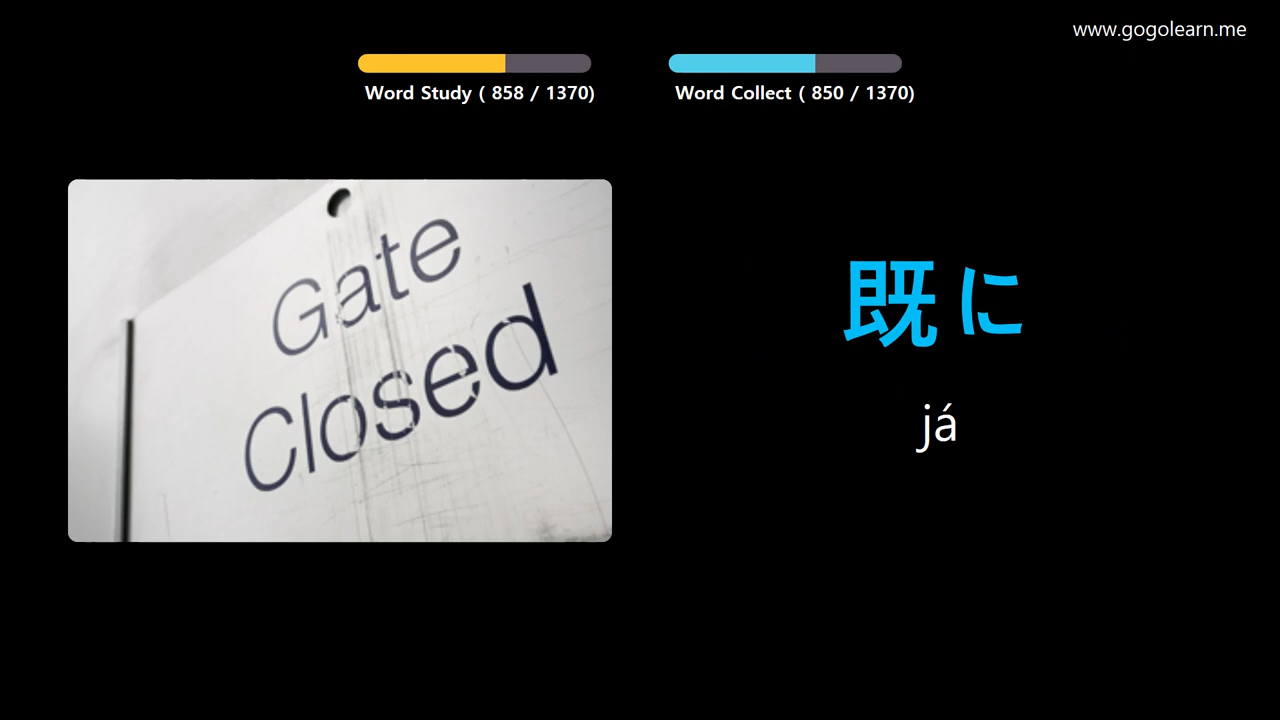 www.gogolearn.me
Word Study ( 858 / 1370)
Word Collect ( 850 / 1370)
Gate
Closed
既に
já